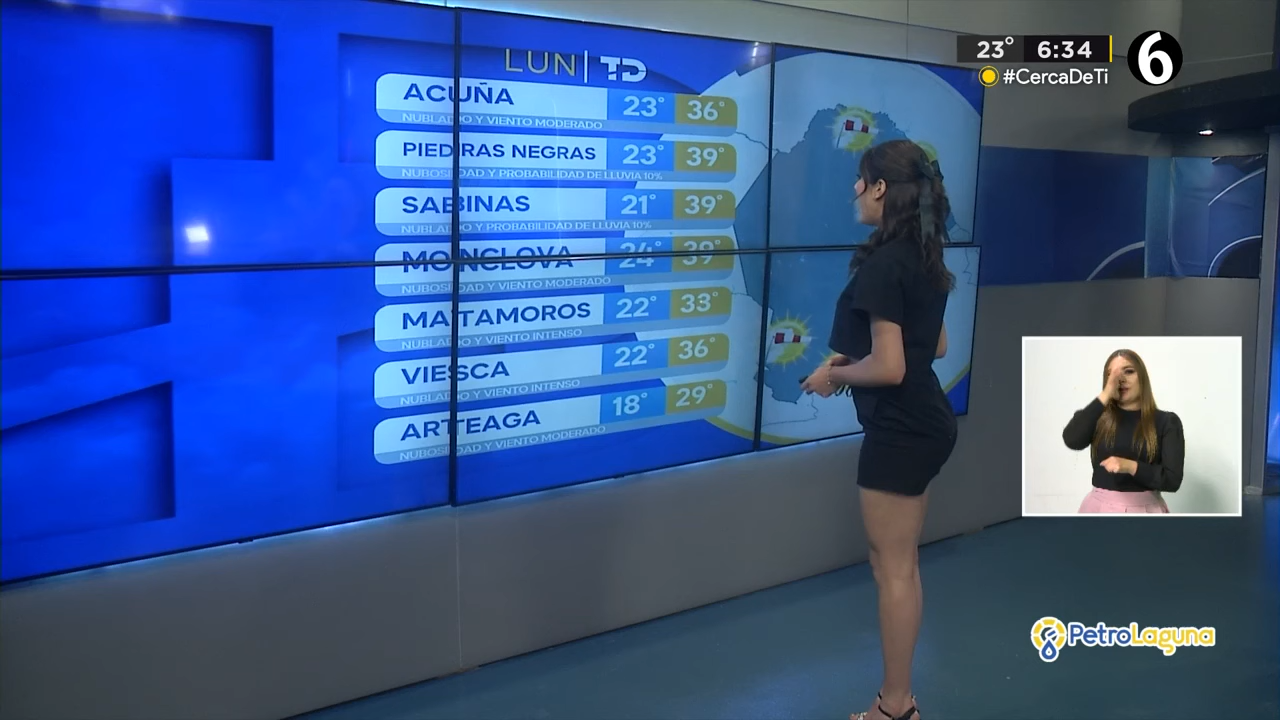 LUN TD
ACUÑA 23° 36°
NUBLADO Y VIENTO MODERADO
PIEDRAS NEGRAS 23° 39°
NUBOSIDAD Y PROBABILIDAD DE LLUVIA 10%
SABINAS 21° 39°
NUBLADO Y PROBABILIDAD DE LLUVIA 10%
MONCLOVA 24° 39°
NUBOSIDAD Y VIENTO MODERADO
MATAMOROS 22° 33°
NUBLADO Y VIENTO INTENSO
VIESCA 22° 36°
NUBLADO Y VIENTO INTENSO
ARTEAGA 18° 29°
NUBOSIDAD Y VIENTO MODERADO
23° 6:34
#CercaDeTi
6
PetroLaguna